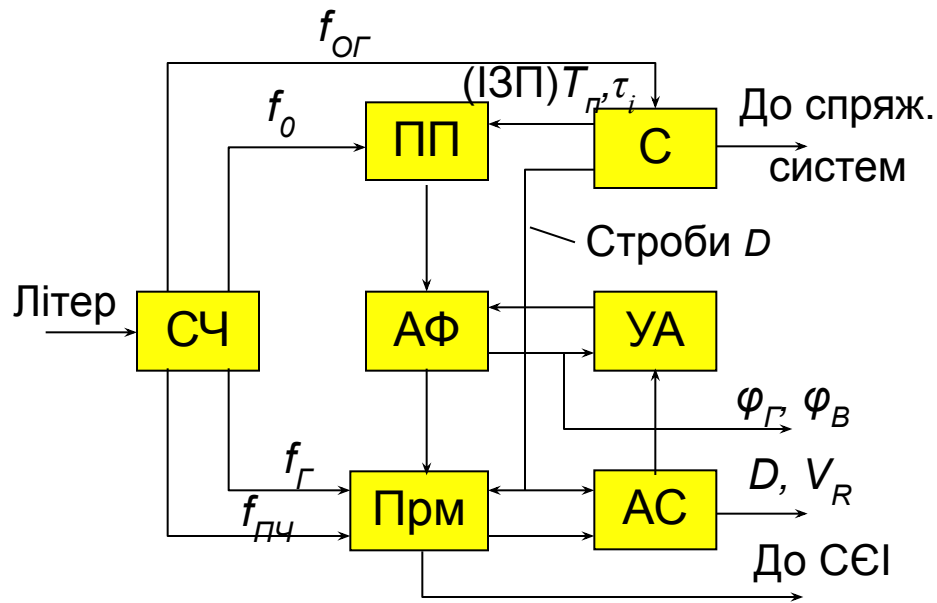 f_ОГ
(ІЗП)T_п,τ_i
До спряж.
систем
f_0
ПП
С
Строби D
Літер
СЧ
АФ
УА
φ_Г, φ_В
f_Г
D, V_R
f_ПЧ
Прм
АС
До СЄІ